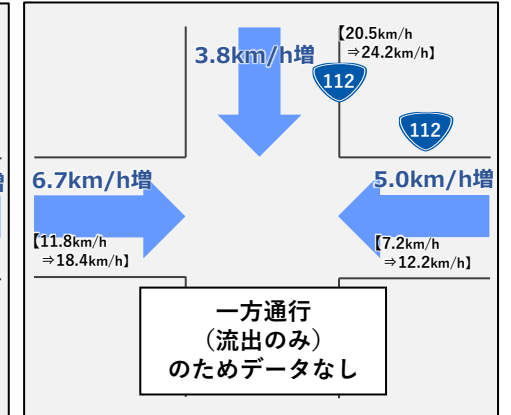 3.8km/h増
【20.5km/h
⇒24.2km/h】
112
112
増
6.7km/h増
5.0km/h増
【11.8km/h
⇒18.4km/h】
【7.2km/h
⇒12.2km/h】
一方通行
（流出のみ）
のためデータなし